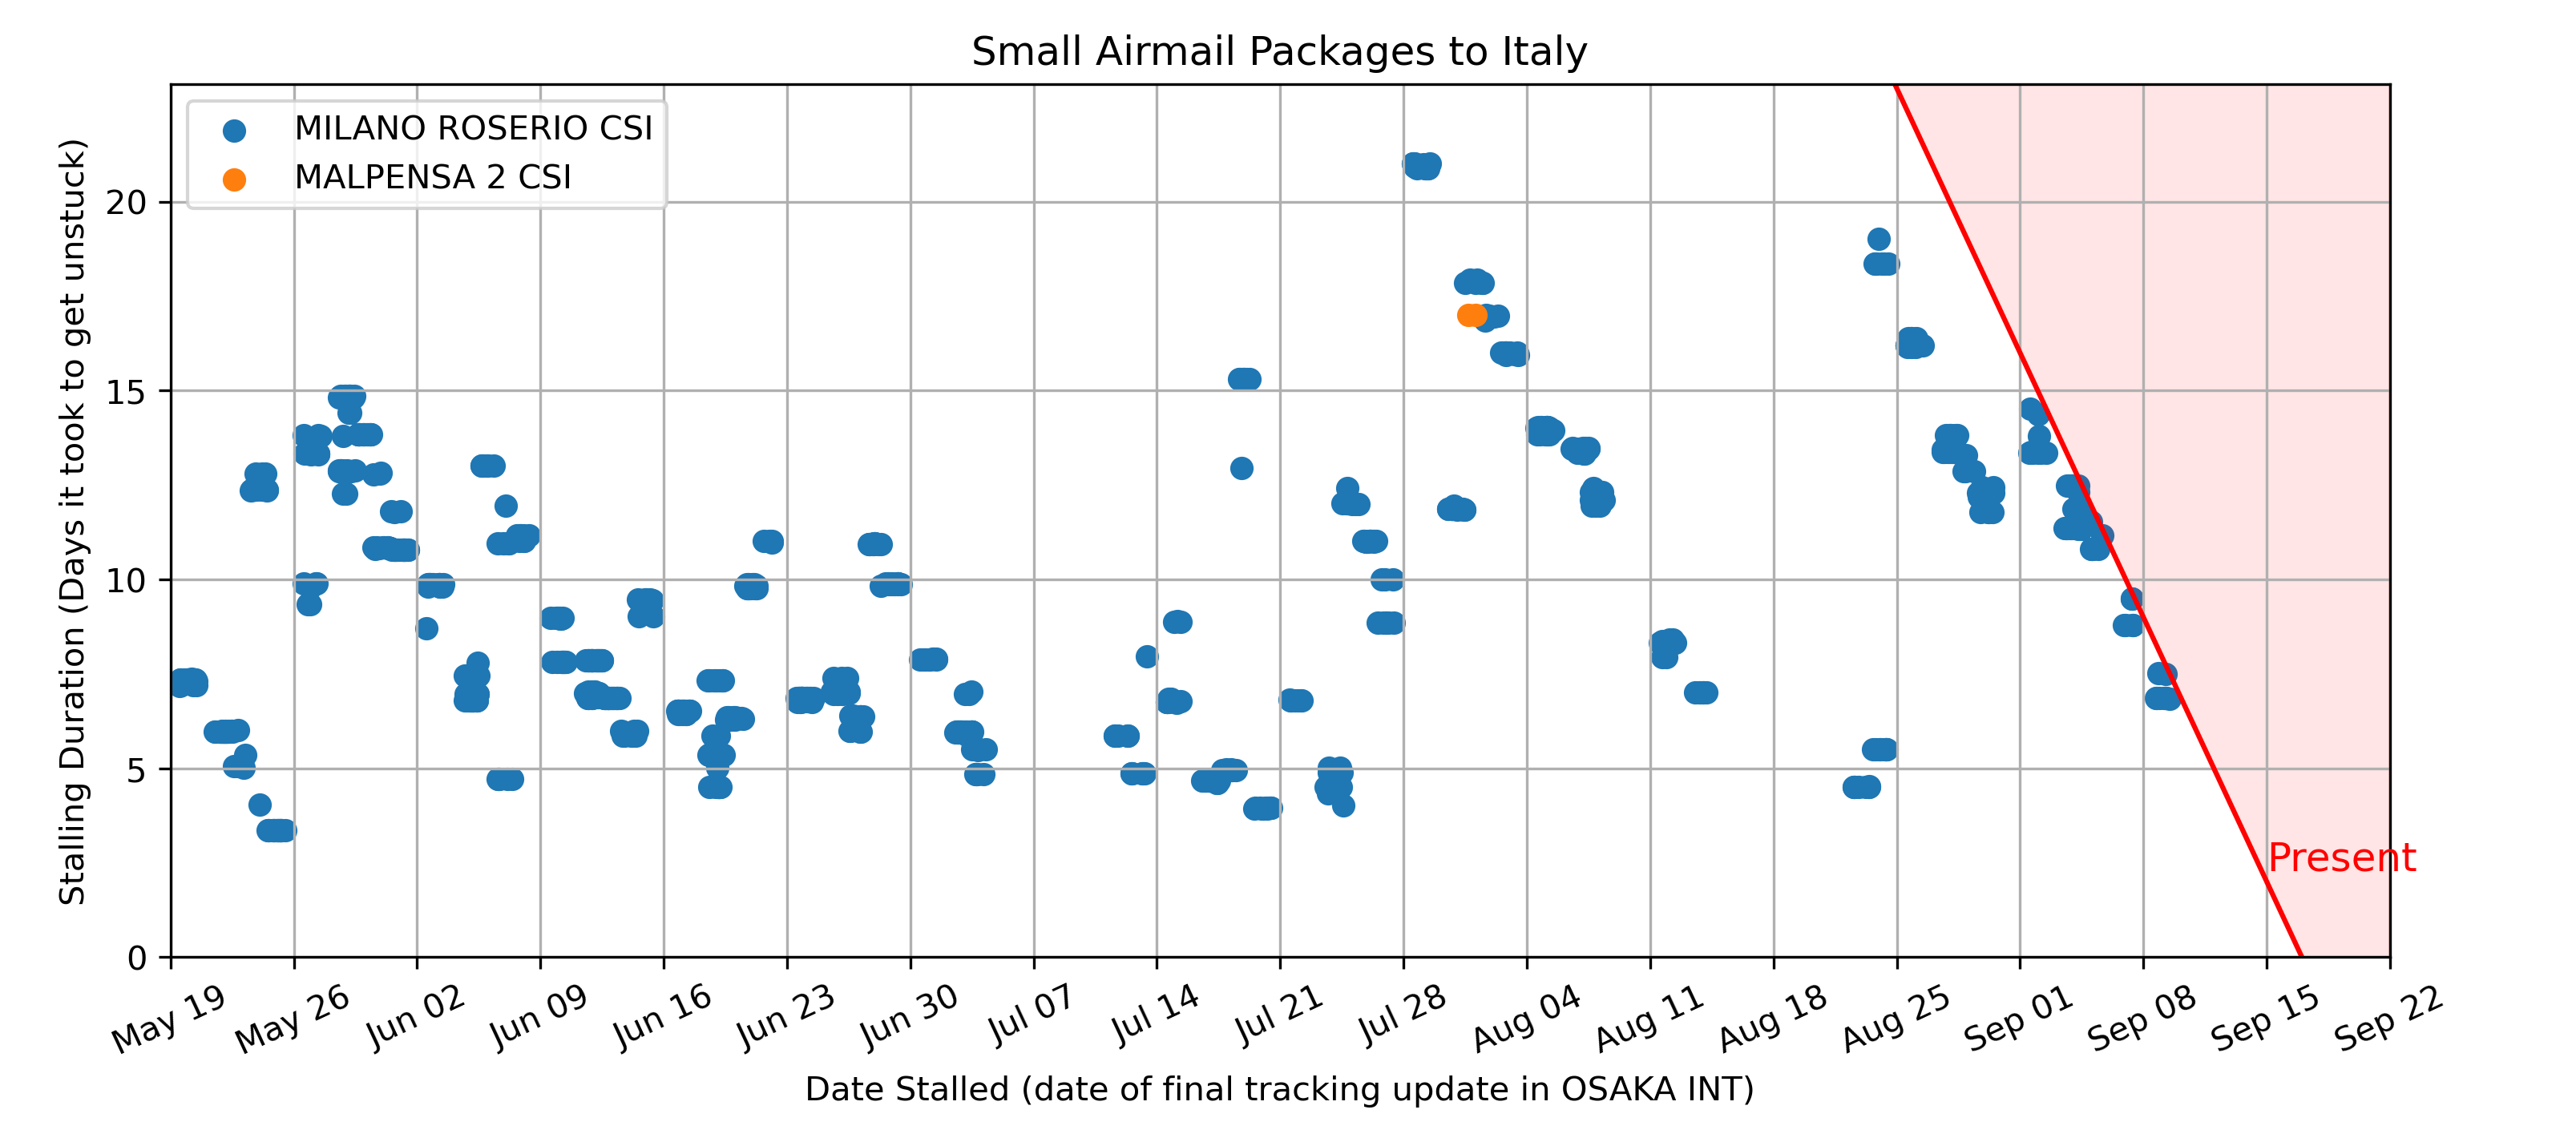 Small Airmail Packages to Italy
MILANO ROSERIO CSI
MALPENSA 2 CSI
Stalling Duration (Days it took to get unstuck)
20
15
10
5
0
Present
May 19
May 26
Jun 02
Jun 09
Jun 16
Jun 23
Jun 30
Jul 07
Jul 14
Jul 21
Jul 28
Aug 04
Aug 11
Aug 18
Aug 25
Sep 01
Sep 08
Sep 15
Sep 22
Date Stalled (date of final tracking update in OSAKA INT)